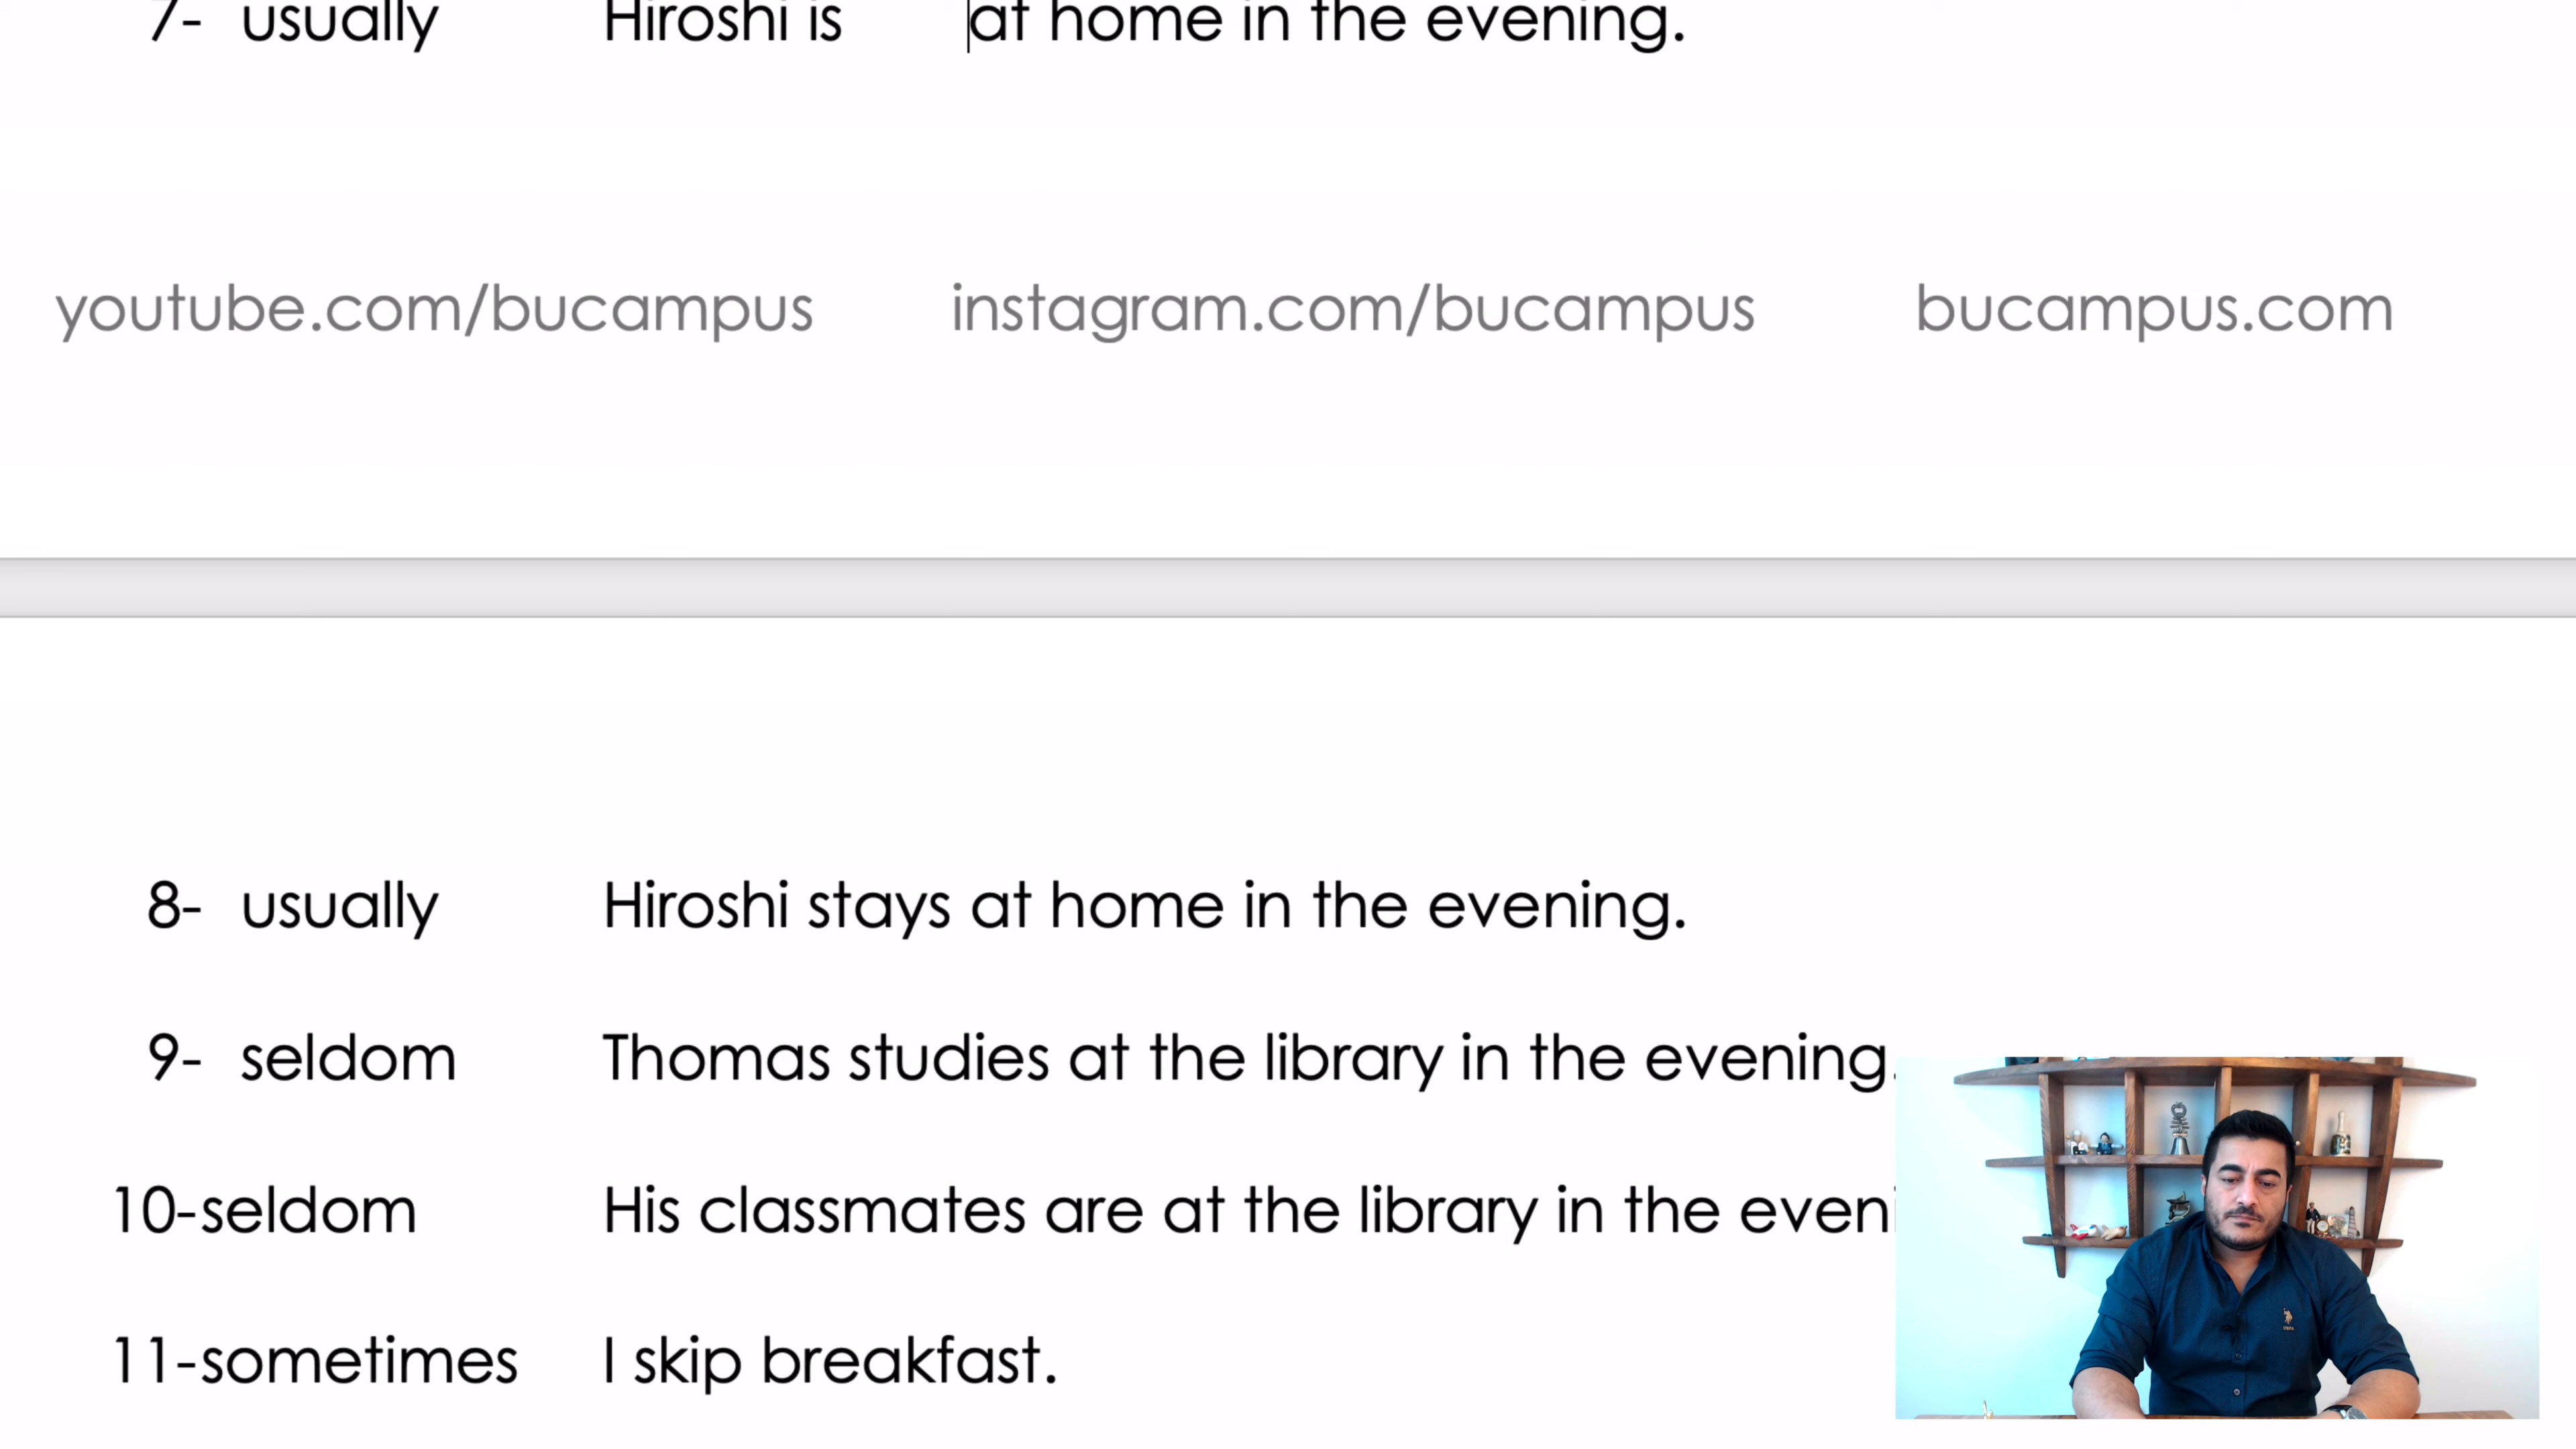 7- usually Hiroshi is at home in the evening.
youtube.com/bucampus instagram.com/bucampus bucampus.com
8- usually Hiroshi stays at home in the evening.
9- seldom Thomas studies at the library in the evening.
10-seldom His classmates are at the library in the eveni
11-sometimes I skip breakfast.